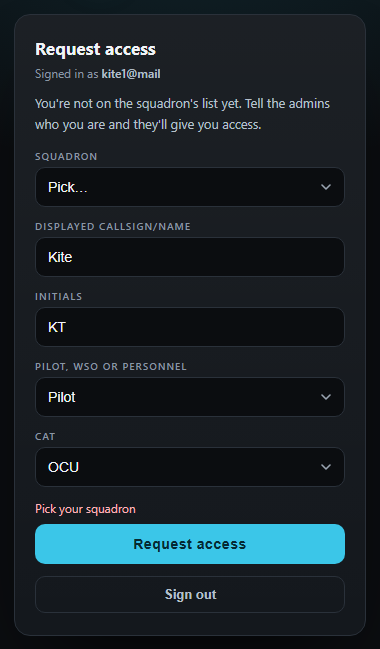 Request access
Signed in as kite1@mail
You're not on the squadron's list yet. Tell the admins
who you are and they'll give you access.
SQUADRON
Pick...
DISPLAYED CALLSIGN/NAME
Kite
INITIALS
KT
PILOT, WSO OR PERSONNEL
Pilot
CAT
OCU
Pick your squadron
Request access
Sign out